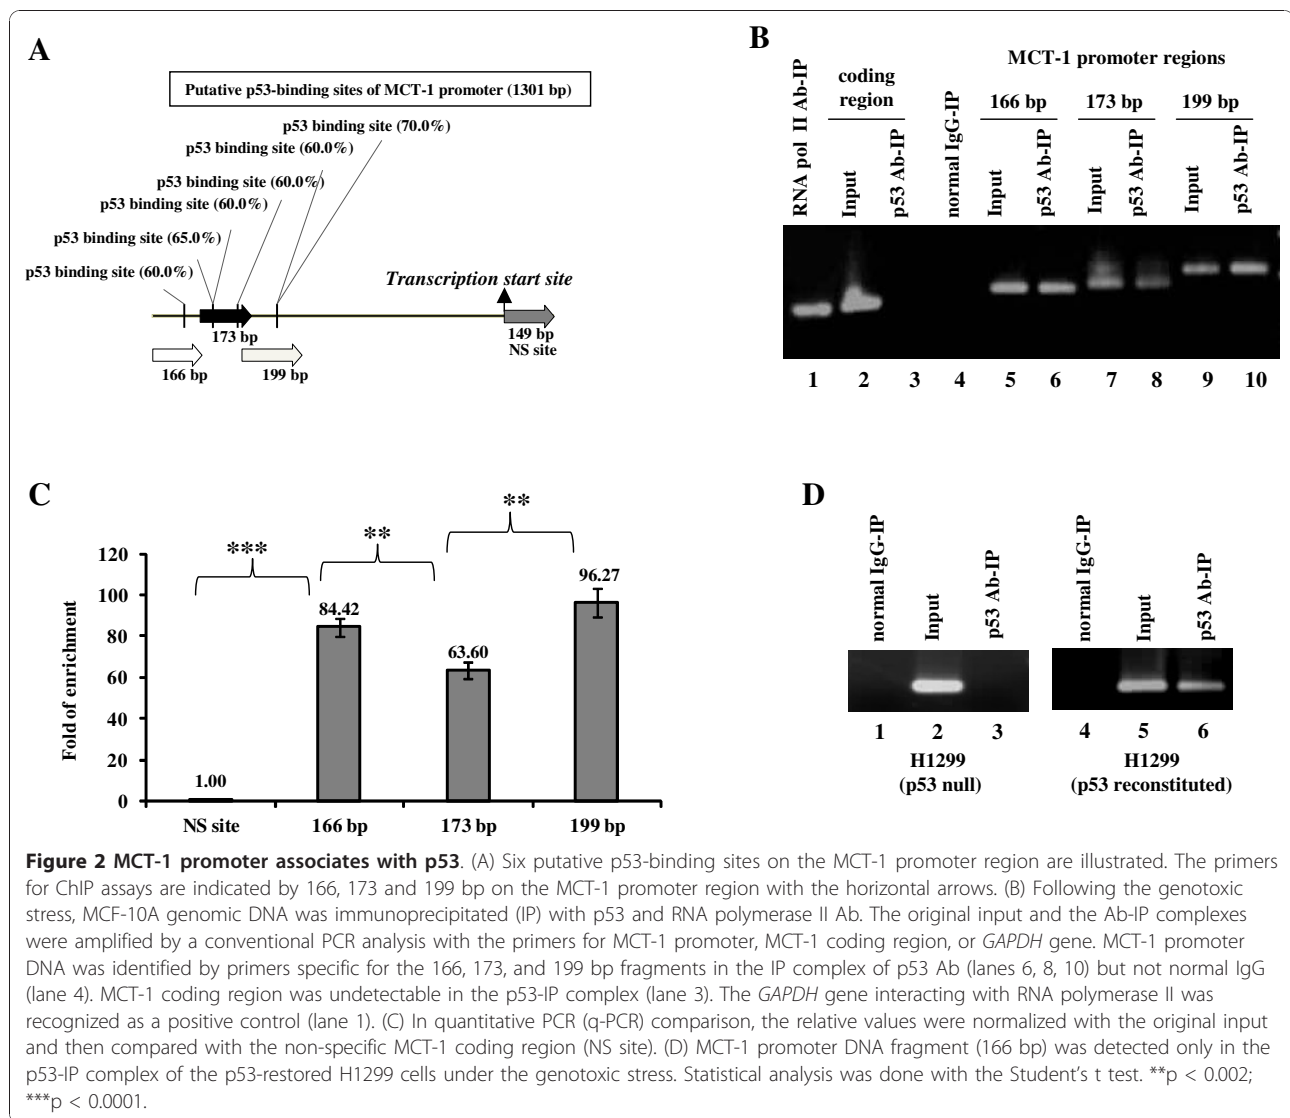 A
Putative p53-binding sites of MCT-1 promoter (1301 bp)
p53 binding site (70.0%)
p53 binding site (60.0%)
p53 binding site (60.0%)
p53 binding site (60.0%)
p53 binding site (65.0%)
p53 binding site (60.0%)
Transcription start site
173 bp
149 bp
NS site
166 bp
199 bp
B
MCT-1 promoter regions
coding
region
166 bp
173 bp
199 bp
RNA pol II Ab-IP
Input
p53 Ab-IP
normal IgG-IP
Input
p53 Ab-IP
Input
p53 Ab-IP
Input
p53 Ab-IP
1 2 3 4 5 6 7 8 9 10
C
Fold of enrichment
120
100
80
60
40
20
0
***
**
**
1.00
84.42
63.60
96.27
NS site 166 bp 173 bp 199 bp
D
normal IgG-IP
Input
p53 Ab-IP
normal IgG-IP
Input
p53 Ab-IP
1 2 3 4 5 6
H1299
(p53 null)
H1299
(p53 reconstituted)
Figure 2 MCT-1 promoter associates with p53. (A) Six putative p53-binding sites on the MCT-1 promoter region are illustrated. The primers
for ChIP assays are indicated by 166, 173 and 199 bp on the MCT-1 promoter region with the horizontal arrows. (B) Following the genotoxic
stress, MCF-10A genomic DNA was immunoprecipitated (IP) with p53 and RNA polymerase II Ab. The original input and the Ab-IP complexes
were amplified by a conventional PCR analysis with the primers for MCT-1 promoter, MCT-1 coding region, or GAPDH gene. MCT-1 promoter
DNA was identified by primers specific for the 166, 173, and 199 bp fragments in the IP complex of p53 Ab (lanes 6, 8, 10) but not normal IgG
(lane 4). MCT-1 coding region was undetectable in the p53-IP complex (lane 3). The GAPDH gene interacting with RNA polymerase II was
recognized as a positive control (lane 1). (C) In quantitative PCR (q-PCR) comparison, the relative values were normalized with the original input
and then compared with the non-specific MCT-1 coding region (NS site). (D) MCT-1 promoter DNA fragment (166 bp) was detected only in the
p53-IP complex of the p53-restored H1299 cells under the genotoxic stress. Statistical analysis was done with the Student's t test. **p < 0.002;
***p < 0.0001.